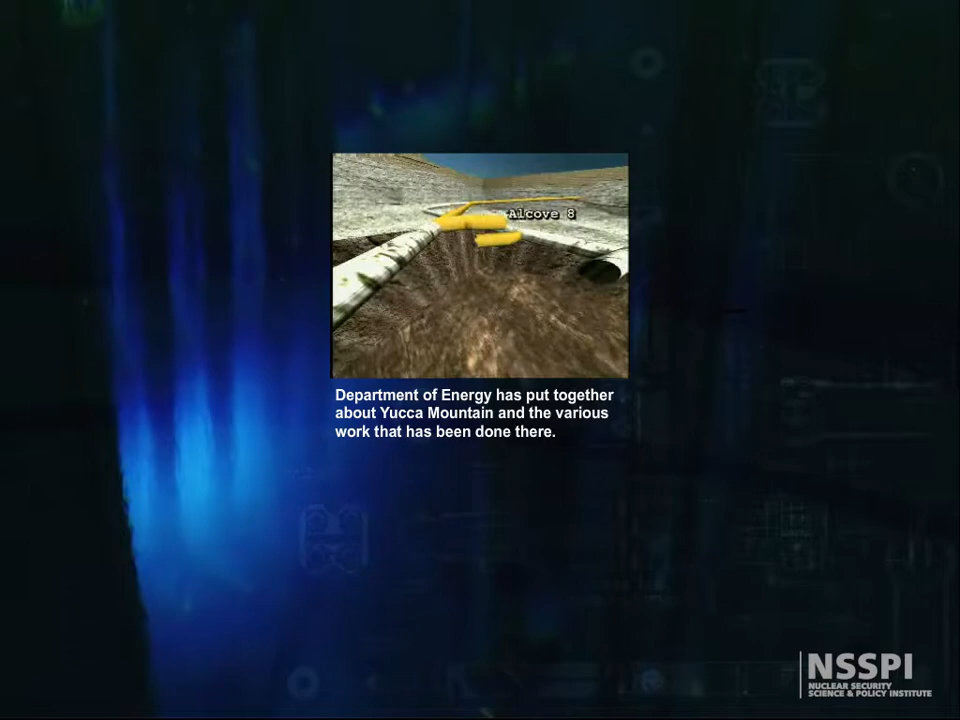 Alcove 8
Department of Energy has put together
about Yucca Mountain and the various
work that has been done there.
NSSPI
NUCLEAR SECURITY
SCIENCE & POLICY INSTITUTE